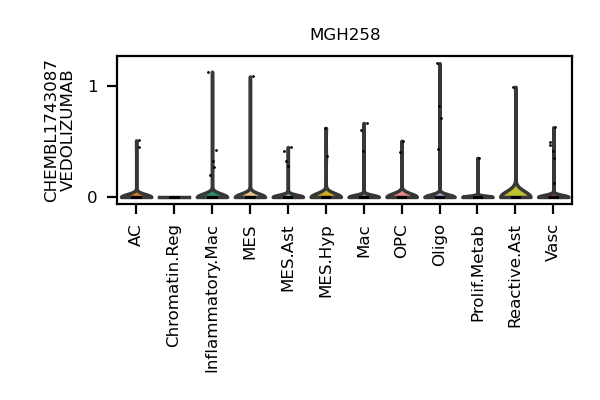 MGH258
CHEMBL1743087
VEDOLIZUMAB
1
0
AC
Chromatin.Reg
Inflammatory.Mac
MES
MES.Ast
MES.Hyp
Mac
OPC
Oligo
Prolif.Metab
Reactive.Ast
Vasc